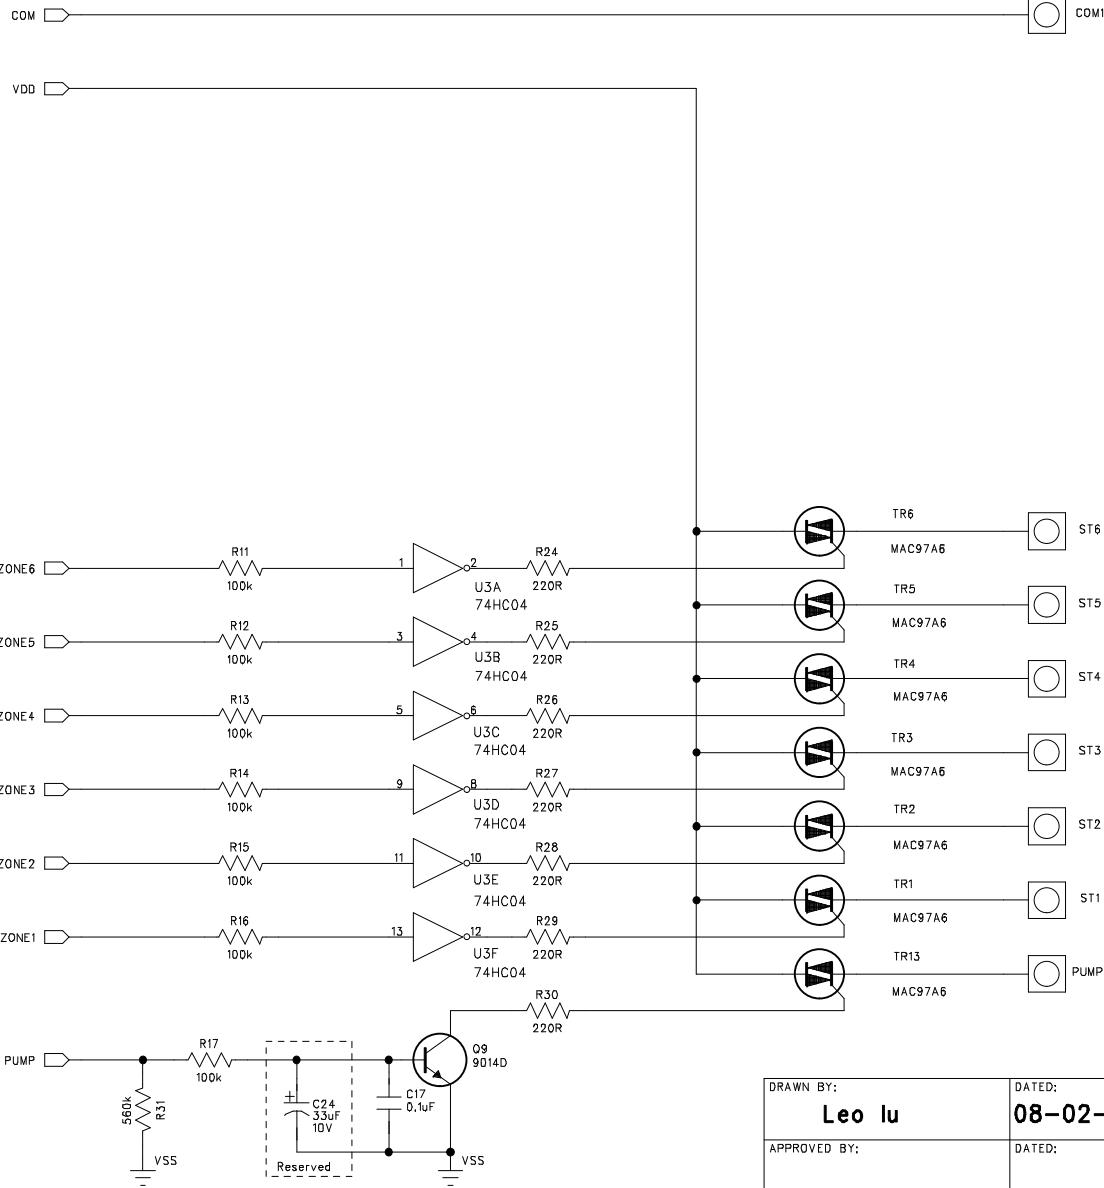 COM
COM1
VDD
TR6
ST6
MAC97A6
ZONE6
R11
100k
1
2
U3A
74HC04
R24
220R
TR5
ST5
MAC97A6
ZONE5
R12
100k
3
4
U3B
74HC04
R25
220R
TR4
ST4
MAC97A6
ZONE4
R13
100k
5
6
U3C
74HC04
R26
220R
TR3
ST3
MAC97A6
ZONE3
R14
100k
9
8
U3D
74HC04
R27
220R
TR2
ST2
MAC97A6
ZONE2
R15
100k
11
10
U3E
74HC04
R28
220R
TR1
ST1
MAC97A6
ZONE1
R16
100k
13
12
U3F
74HC04
R29
220R
TR13
PUMP
MAC97A6
R30
220R
PUMP
R17
100k
Q9
9014D
560k
R31
+
C24
33uF
10V
C17
0.1uF
Reserved
VSS
VSS
DRAWN BY:
DATED:
Leo lu
08-02-
APPROVED BY:
DATED: